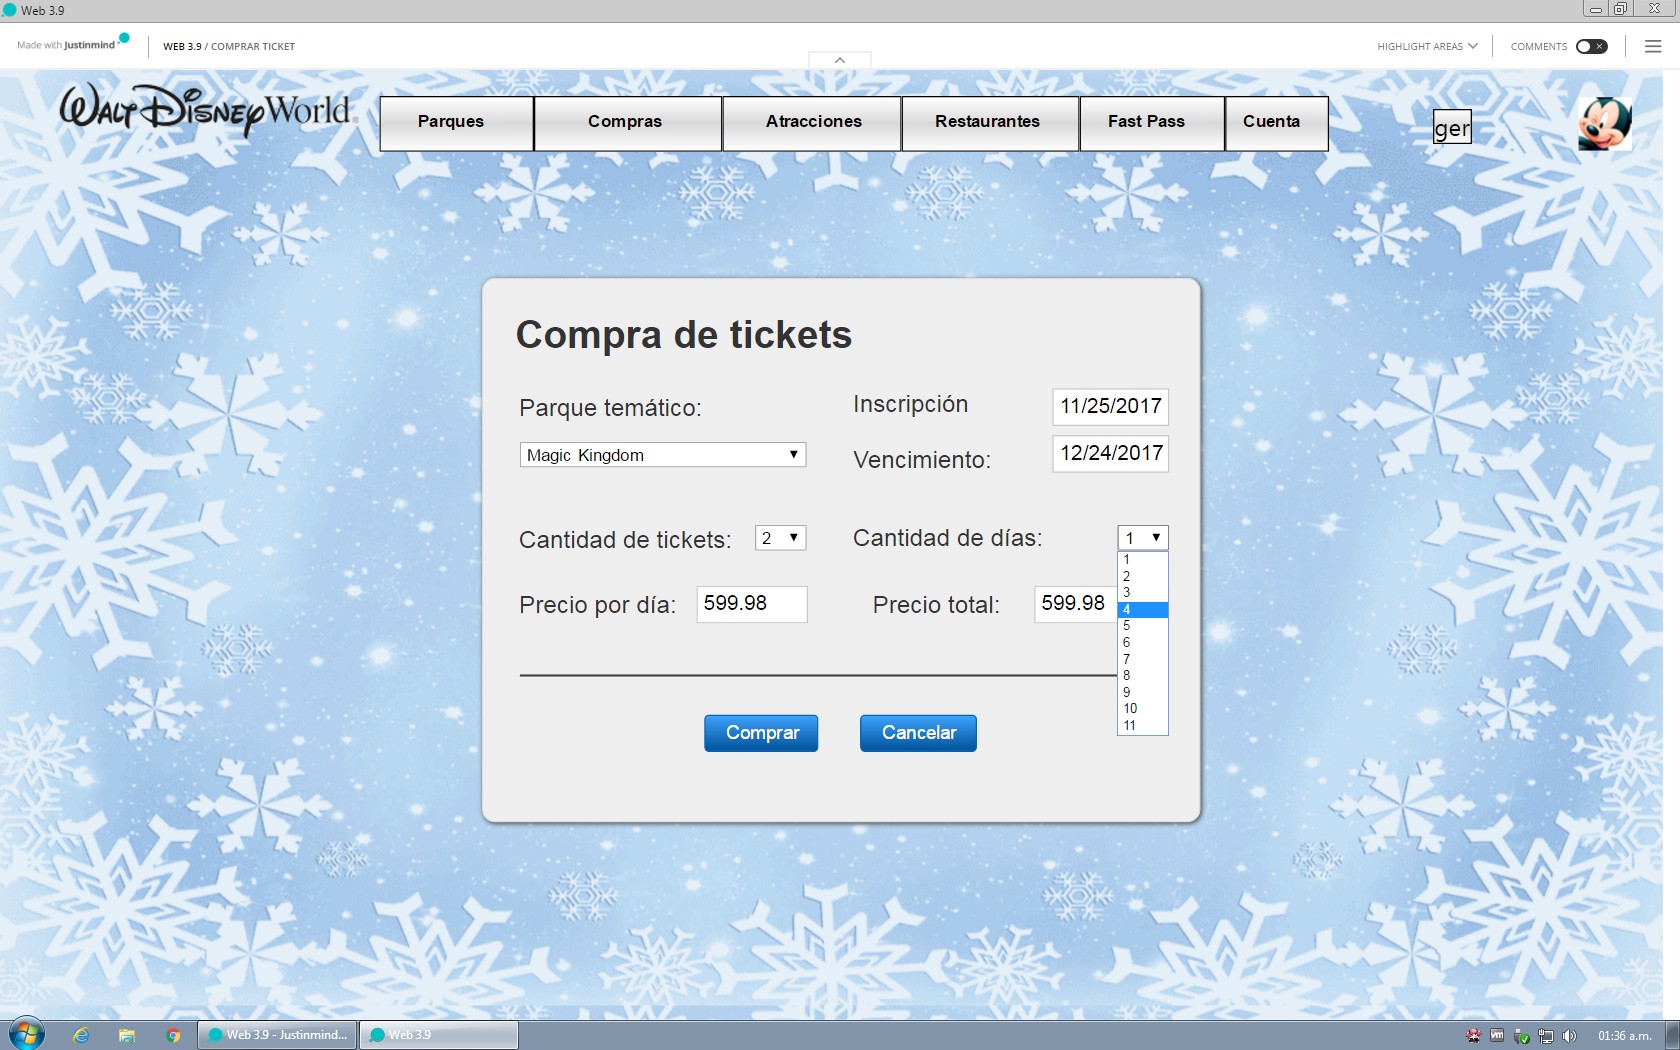 Web 3.9
Made with Justinmind
WEB 3.9 / COMPRAR TICKET
HIGHLIGHT AREAS
COMMENTS
WALT DISNEY World
Parques
Compras
Atracciones
Restaurantes
Fast Pass
Cuenta
ger
Compra de tickets
Parque temático:
Inscripción
11/25/2017
Magic Kingdom
Vencimiento:
12/24/2017
Cantidad de tickets:
2
Cantidad de días:
1
1
2
3
4
5
6
7
8
9
10
11
Precio por día:
599.98
Precio total:
599.98
Comprar
Cancelar
Web 3.9 - Justinmind...
Web 3.9
01:36 a.m.